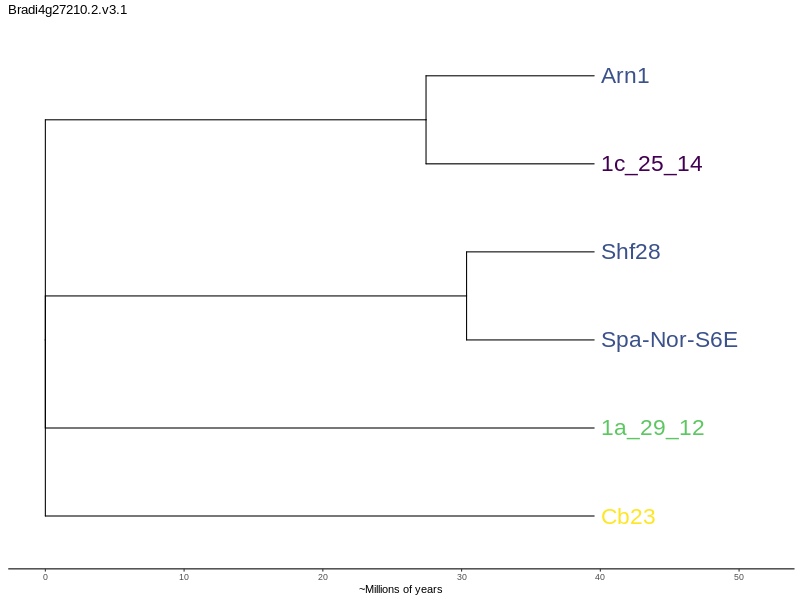 Bradi4g27210.2.v3.1
Arn1
1c_25_14
Shf28
Spa-Nor-S6E
1a_29_12
Cb23
0 10 20 30 40 50
~Millions of years